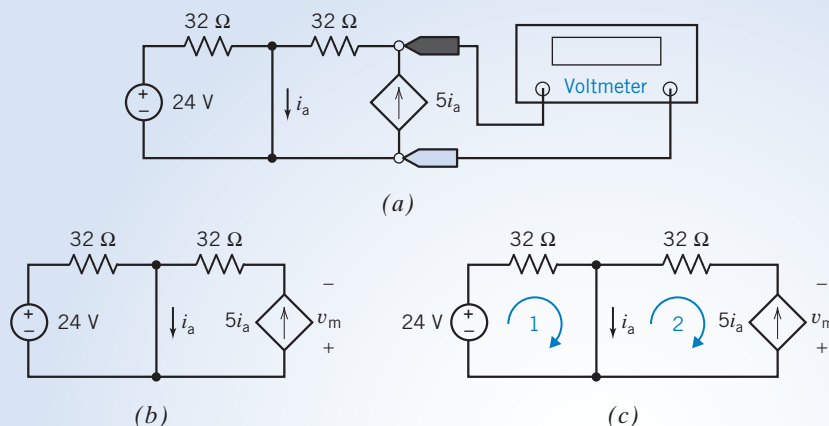 32 Ω 32 Ω
+
−
24 V
i_a
5i_a
Voltmeter
(a)
32 Ω 32 Ω
+
−
24 V
i_a
5i_a
−
v_m
+
(b)
32 Ω 32 Ω
24 V
+
−
1
i_a
2
5i_a
−
v_m
+
(c)